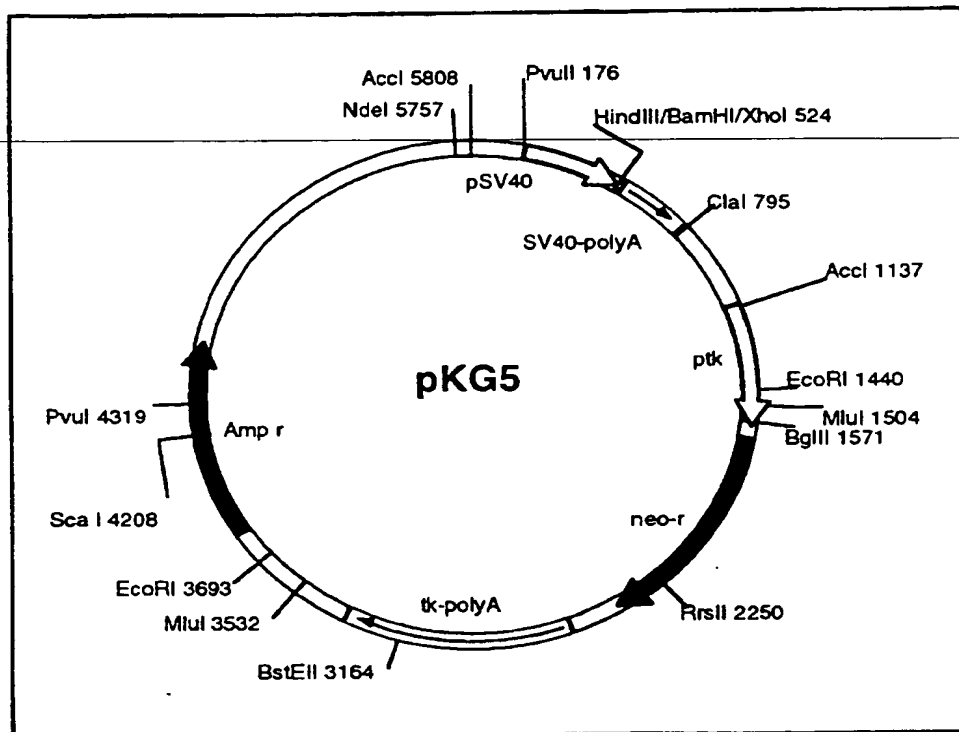 AccI 5808
PvuII 176
NdeI 5757
HindIII/BamHI/XhoI 524
pSV40
ClaI 795
SV40-polyA
AccI 1137
ptk
pKG5
EcoRI 1440
MluI 1504
PvuI 4319
BglII 1571
Amp r
Sca I 4208
neo-r
EcoRI 3693
tk-polyA
RrsII 2250
MluI 3532
BstEII 3164